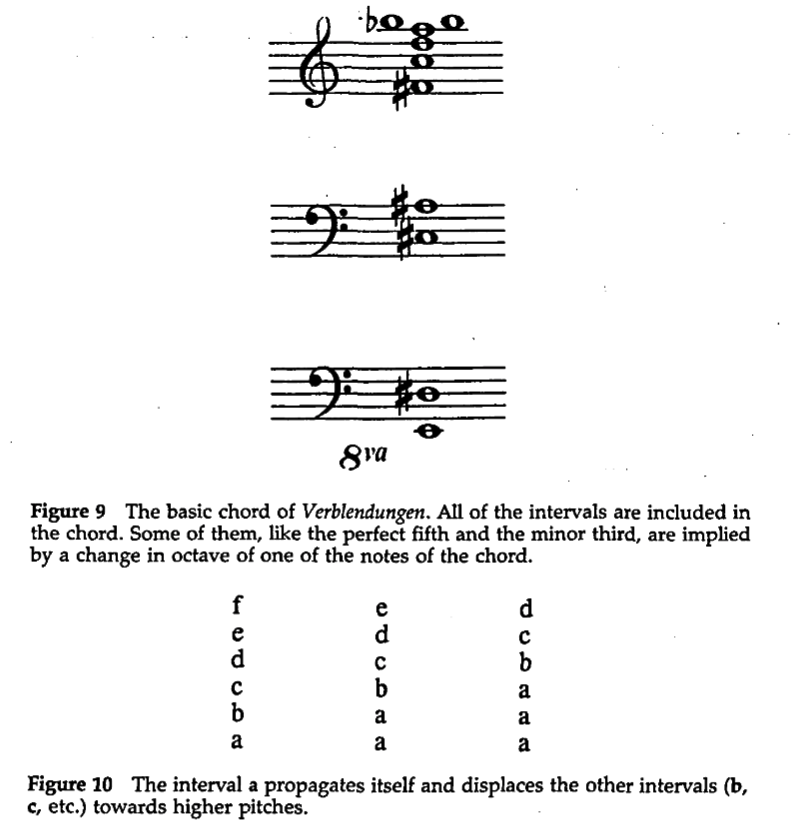 8va
Figure 9 The basic chord of Verblendungen. All of the intervals are included in
the chord. Some of them, like the perfect fifth and the minor third, are implied
by a change in octave of one of the notes of the chord.
f e d
e d c
d c b
c b a
b a a
a a a
Figure 10 The interval a propagates itself and displaces the other intervals (b,
c, etc.) towards higher pitches.